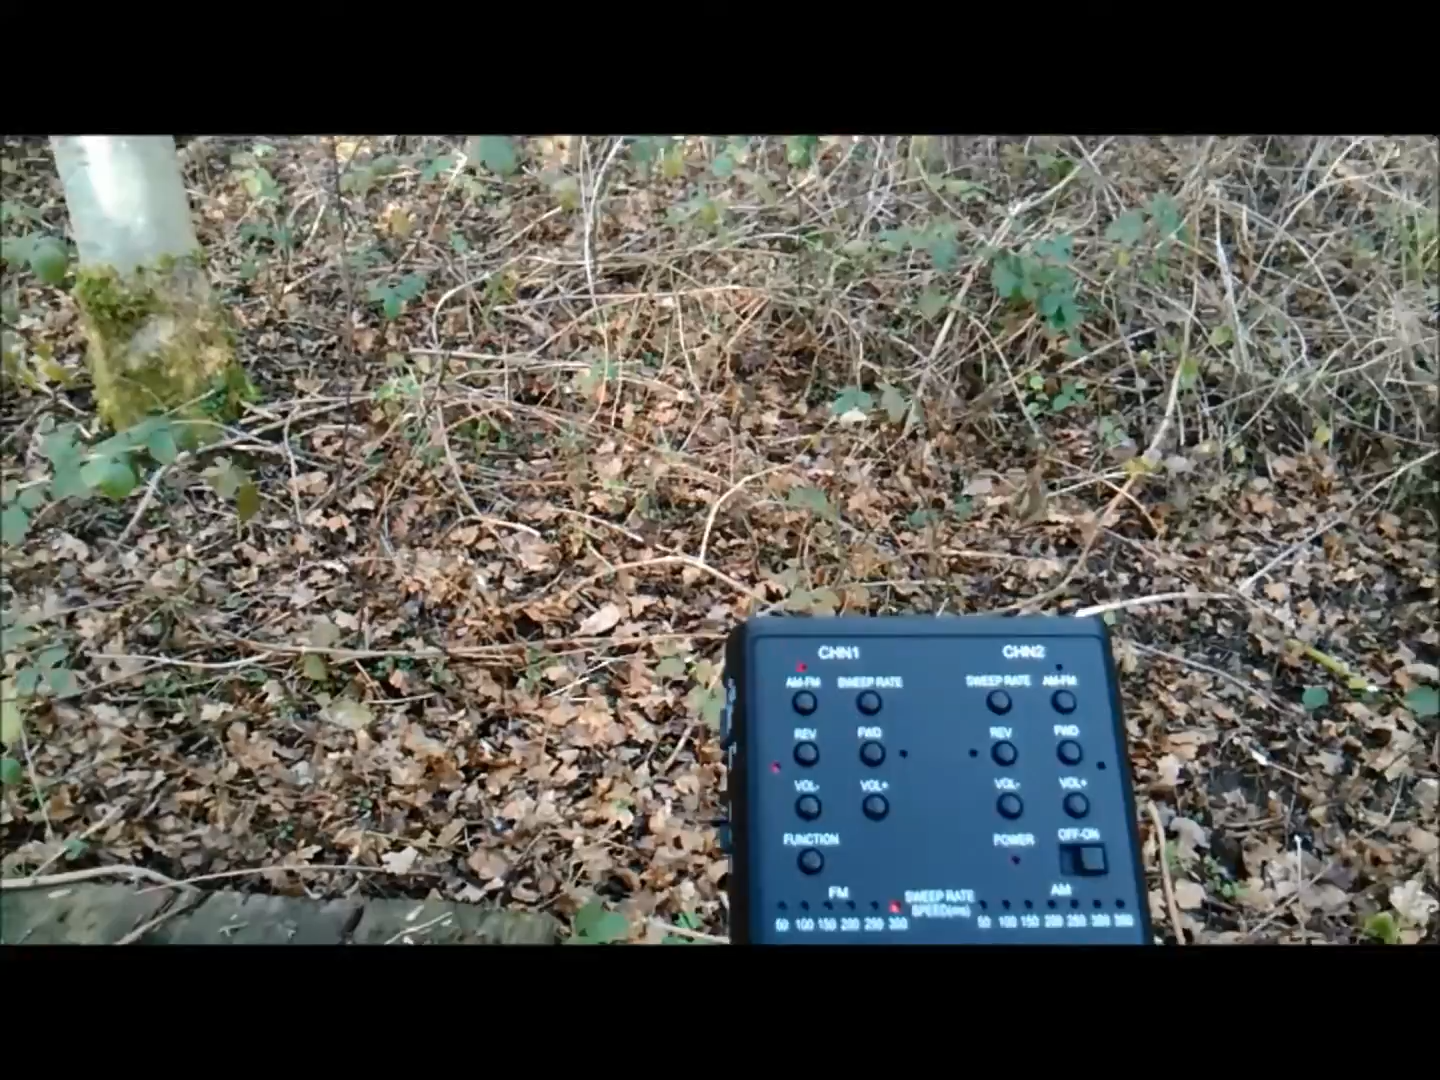 CHN1 CHN2
AM-FM SWEEP RATE SWEEP RATE AM-FM
REV FWD REV FWD
VOL- VOL+ VOL- VOL+
FUNCTION POWER OFF-ON
FM SWEEP RATE AM
SPEED(ms)
50 100 150 200 250 300 50 100 150 200 250 300 350